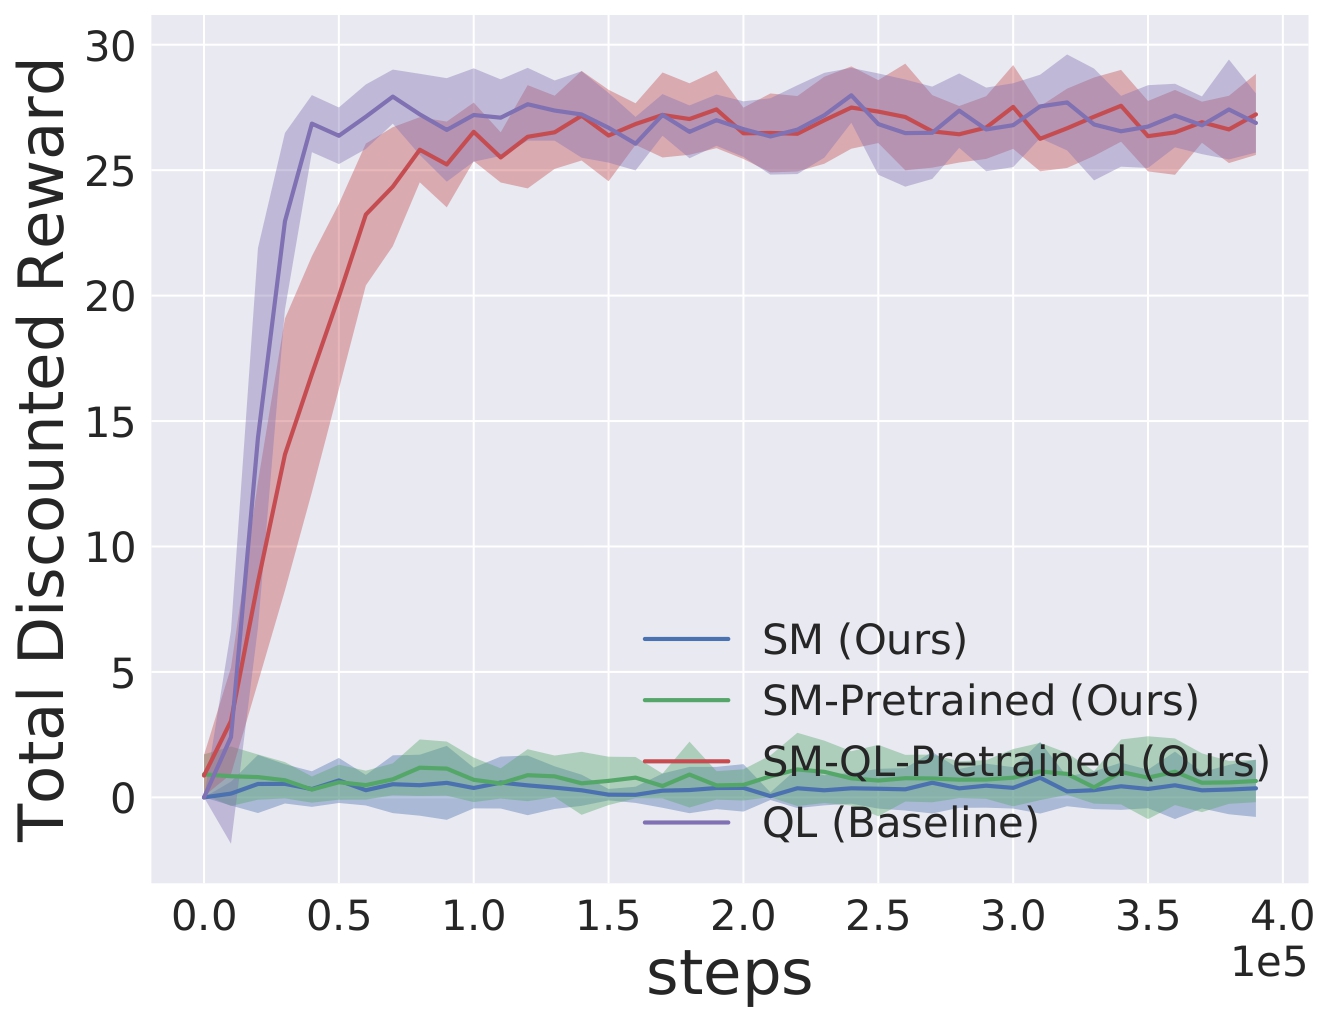 Total Discounted Reward
30
25
20
15
10
5
0
SM (Ours)
SM-Pretrained (Ours)
SM-QL-Pretrained (Ours)
QL (Baseline)
0.0 0.5 1.0 1.5 2.0 2.5 3.0 3.5 4.0
1e5
steps